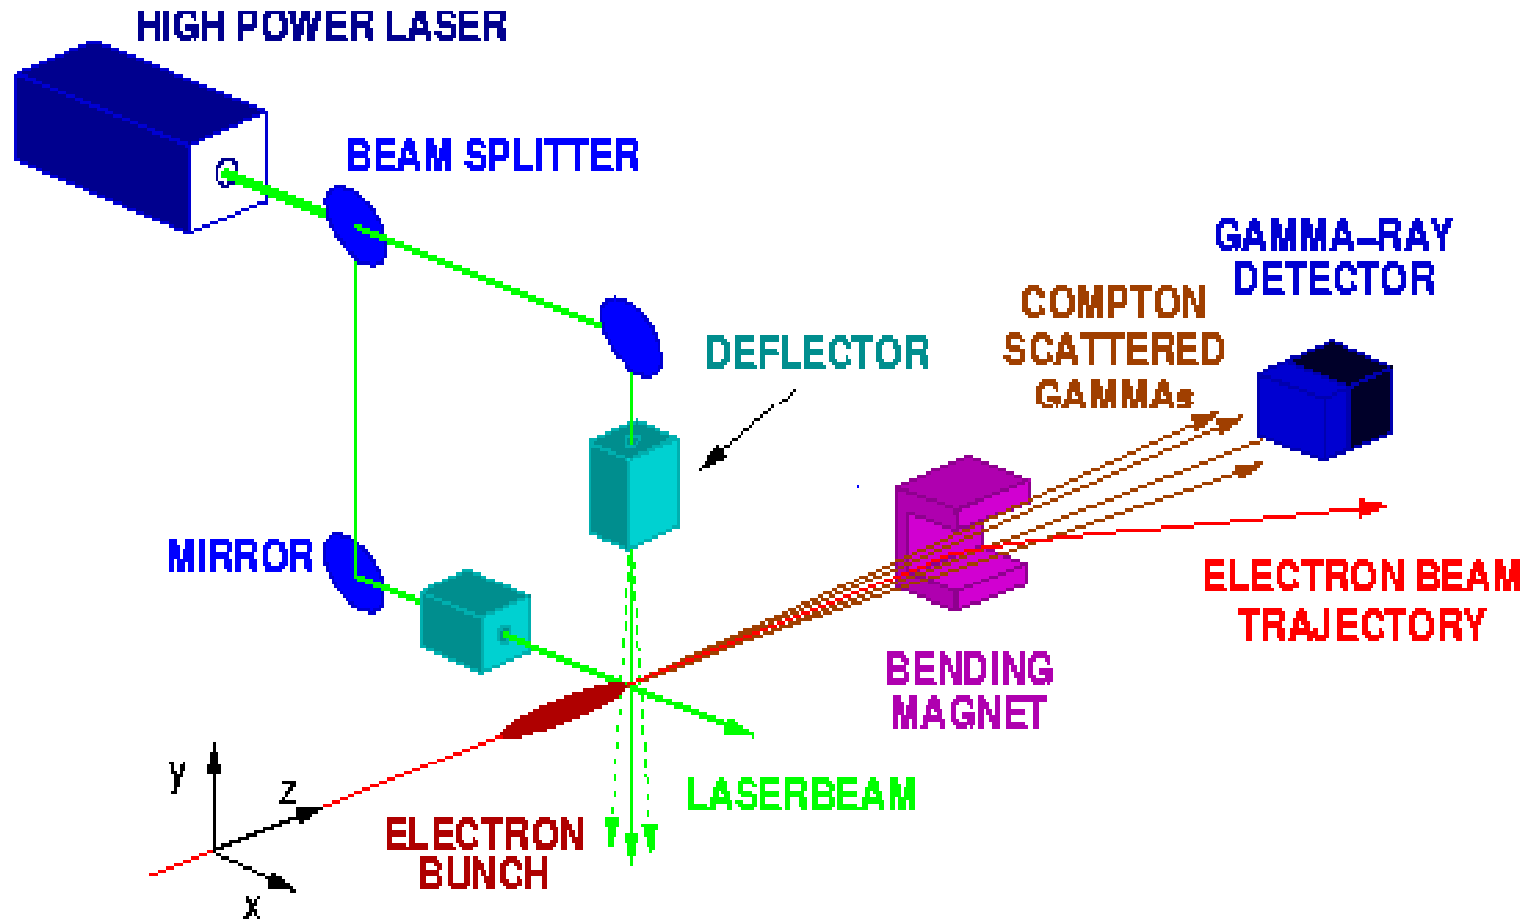 HIGH POWER LASER
BEAM SPLITTER
GAMMA-RAY
DETECTOR
COMPTON
SCATTERED
GAMMAs
DEFLECTOR
MIRROR
ELECTRON BEAM
TRAJECTORY
BENDING
MAGNET
LASERBEAM
y
z
x
ELECTRON
BUNCH